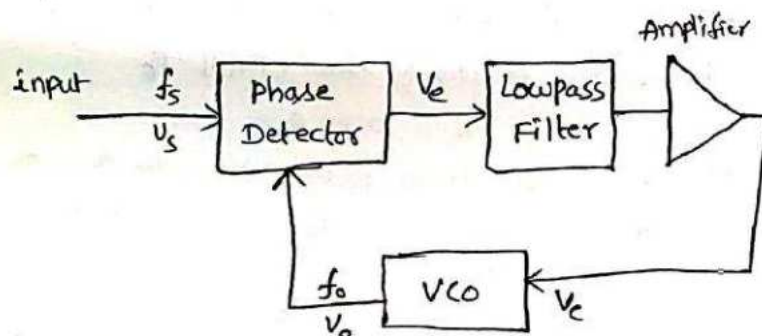 Amplifier
input
fs
Vs
Phase
Detector
Ve
Lowpass
Filter
fo
Vo
VCO
Vc